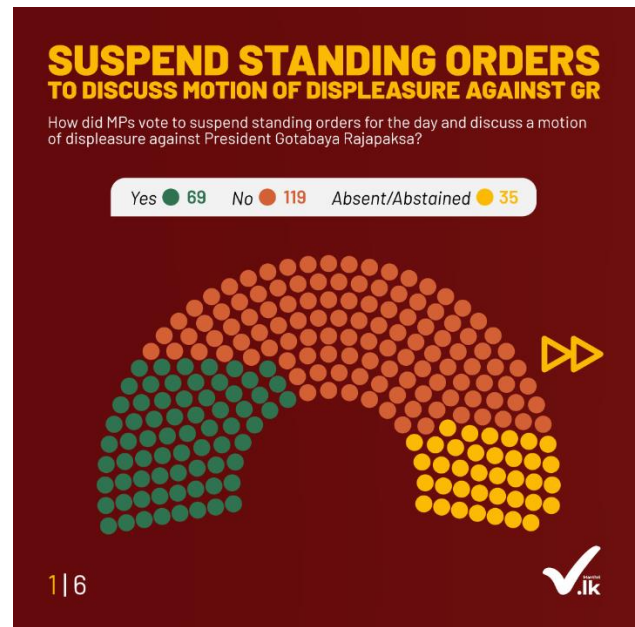 SUSPEND STANDING ORDERS
TO DISCUSS MOTION OF DISPLEASURE AGAINST GR
How did MPs vote to suspend standing orders for the day and discuss a motion
of displeasure against President Gotabaya Rajapaksa?
Yes 69 No 119 Absent/Abstained 35
1|6
.lk